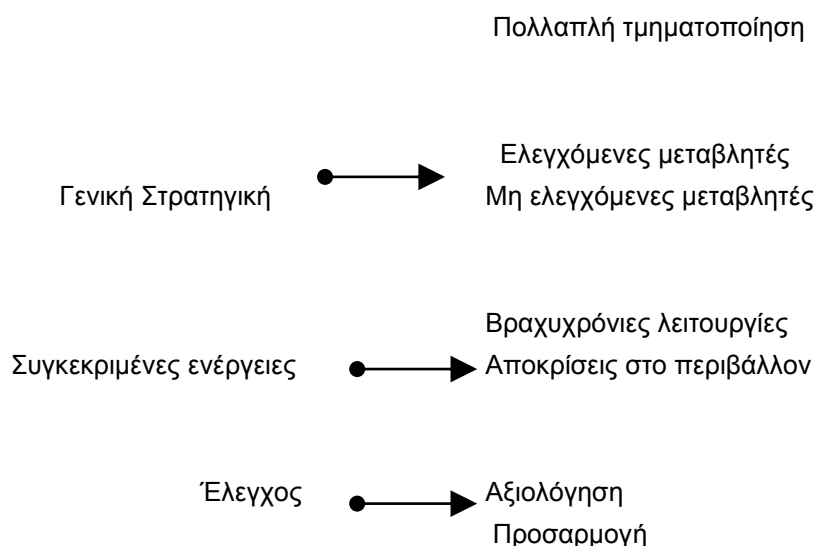 Πολλαπλή τμηματοποίηση
Ελεγχόμενες μεταβλητές
Γενική Στρατηγική
Μη ελεγχόμενες μεταβλητές
Βραχυχρόνιες λειτουργίες
Συγκεκριμένες ενέργειες
Αποκρίσεις στο περιβάλλον
Έλεγχος
Αξιολόγηση
Προσαρμογή